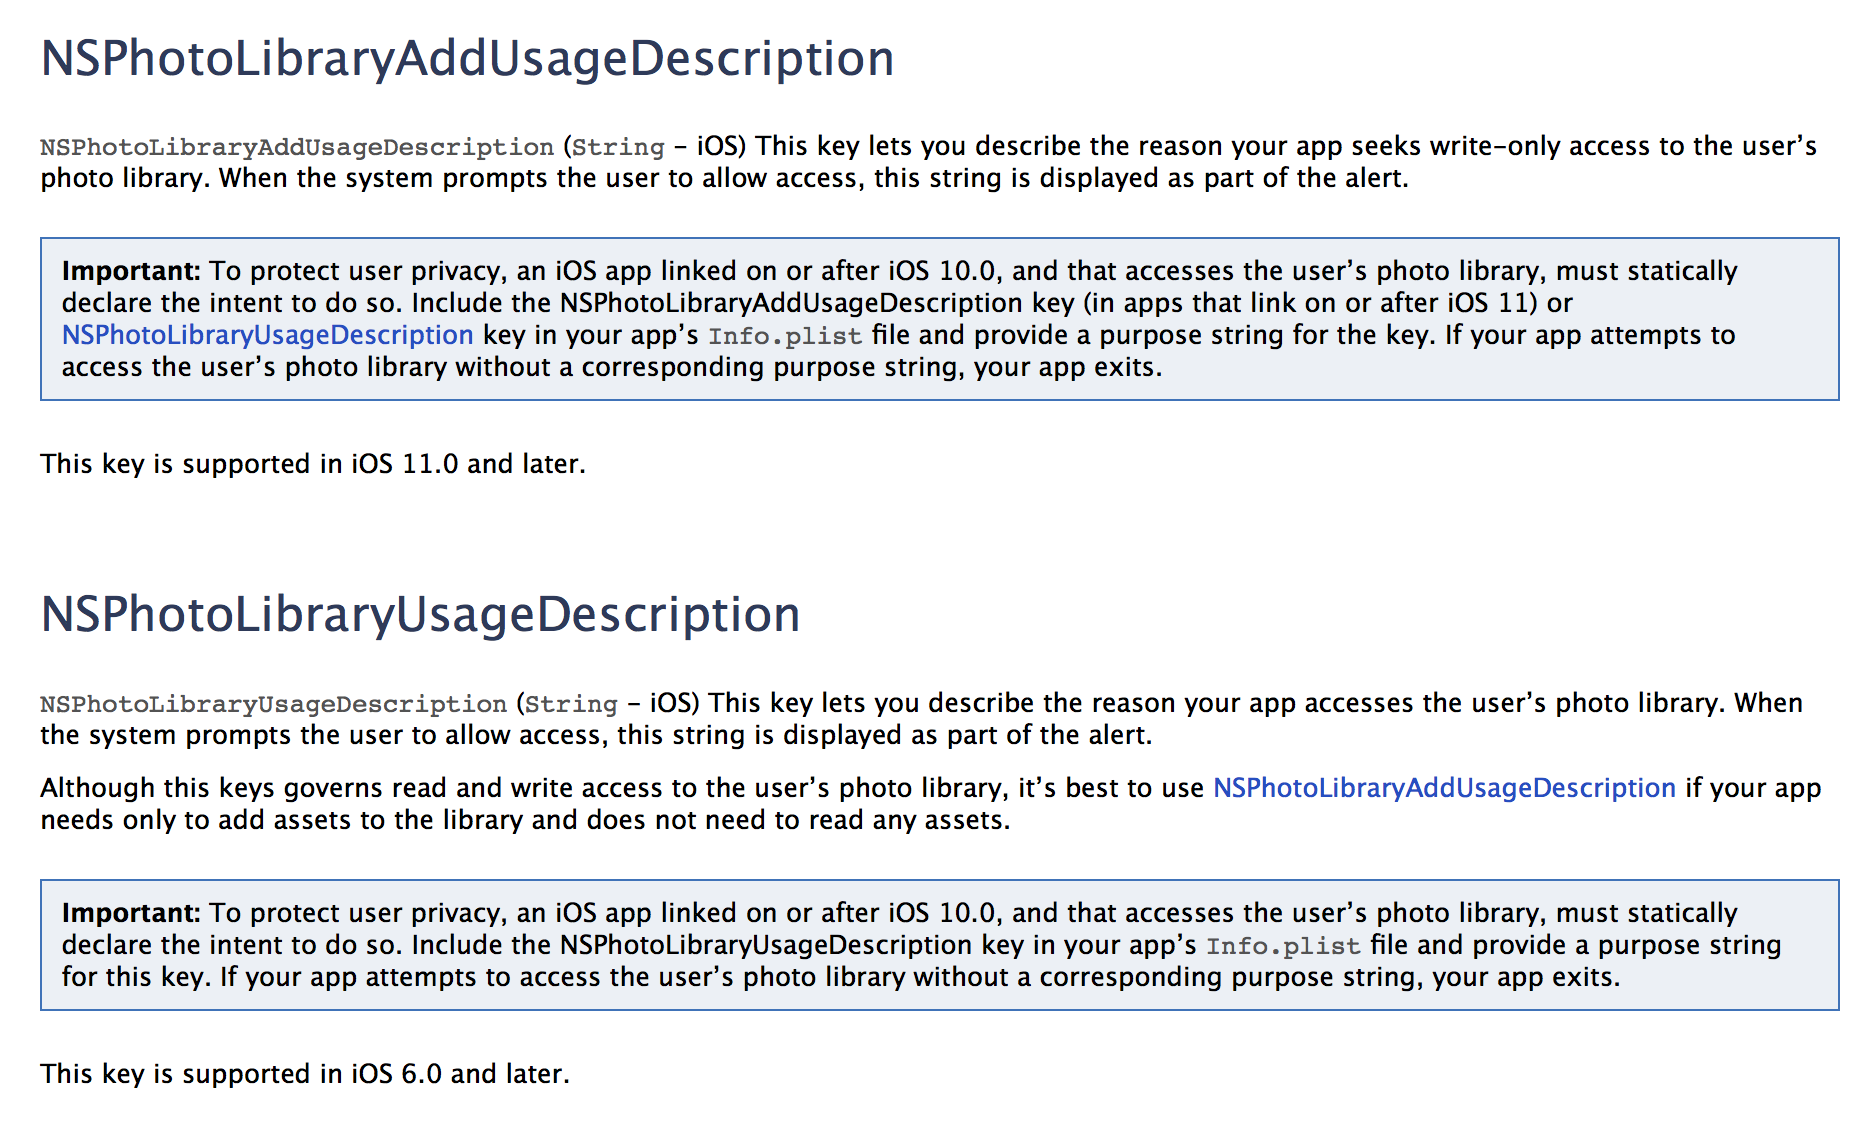 NSPhotoLibraryAddUsageDescription
NSPhotoLibraryAddUsageDescription (String – iOS) This key lets you describe the reason your app seeks write-only access to the user’s
photo library. When the system prompts the user to allow access, this string is displayed as part of the alert.
Important: To protect user privacy, an iOS app linked on or after iOS 10.0, and that accesses the user’s photo library, must statically
declare the intent to do so. Include the NSPhotoLibraryAddUsageDescription key (in apps that link on or after iOS 11) or
NSPhotoLibraryUsageDescription key in your app’s Info.plist file and provide a purpose string for the key. If your app attempts to
access the user’s photo library without a corresponding purpose string, your app exits.
This key is supported in iOS 11.0 and later.
NSPhotoLibraryUsageDescription
NSPhotoLibraryUsageDescription (String – iOS) This key lets you describe the reason your app accesses the user’s photo library. When
the system prompts the user to allow access, this string is displayed as part of the alert.
Although this keys governs read and write access to the user’s photo library, it’s best to use NSPhotoLibraryAddUsageDescription if your app
needs only to add assets to the library and does not need to read any assets.
Important: To protect user privacy, an iOS app linked on or after iOS 10.0, and that accesses the user’s photo library, must statically
declare the intent to do so. Include the NSPhotoLibraryUsageDescription key in your app’s Info.plist file and provide a purpose string
for this key. If your app attempts to access the user’s photo library without a corresponding purpose string, your app exits.
This key is supported in iOS 6.0 and later.